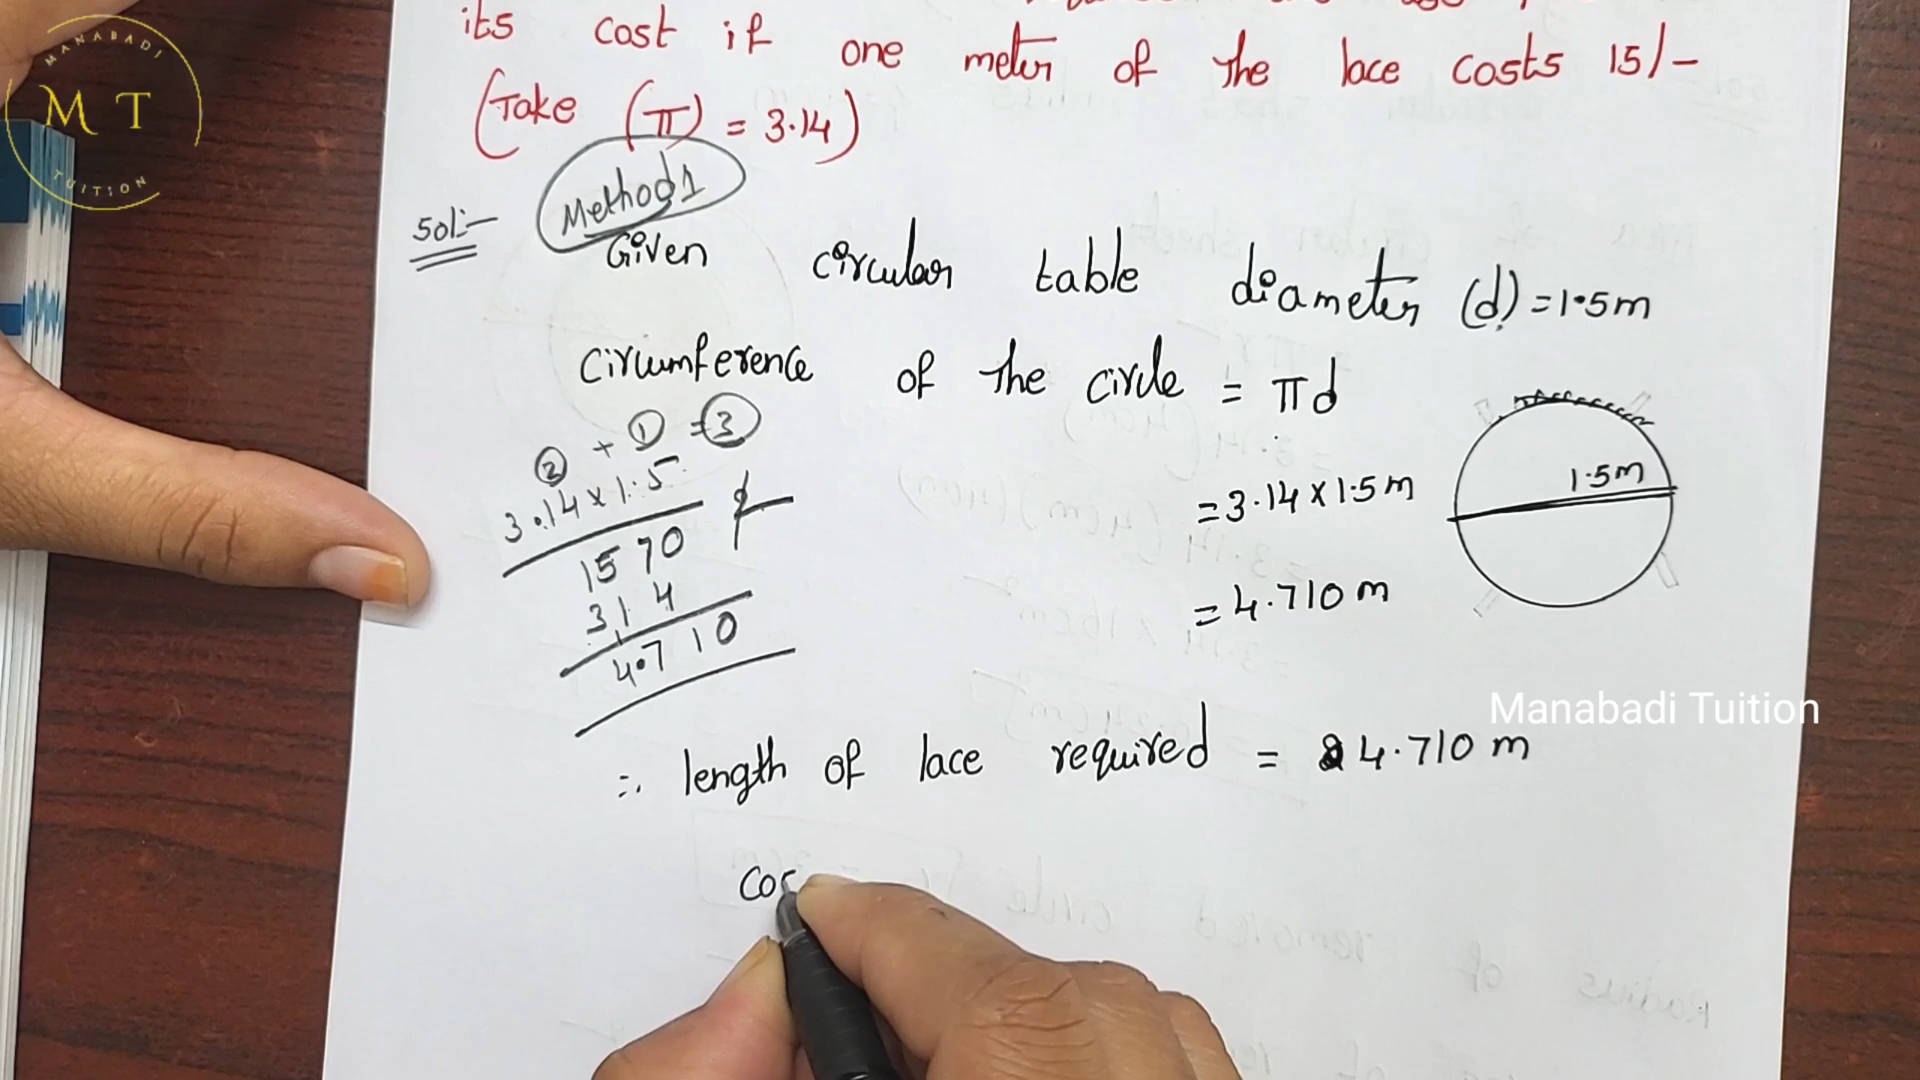 its cost if one meter of the lace costs 15/-
(Take (π) = 3.14)
MANABADI
M T
TUITION
Method 1
Sol:-
Given circular table diameter (d) = 1.5m
Circumference of the circle = πd
2 + 1 = 3
3.14 x 1.5
= 3.14 x 1.5 m
1.5m
1570
314
4.710
= 4.710 m
Manabadi Tuition
∴ length of lace required = 4.710 m
Cos